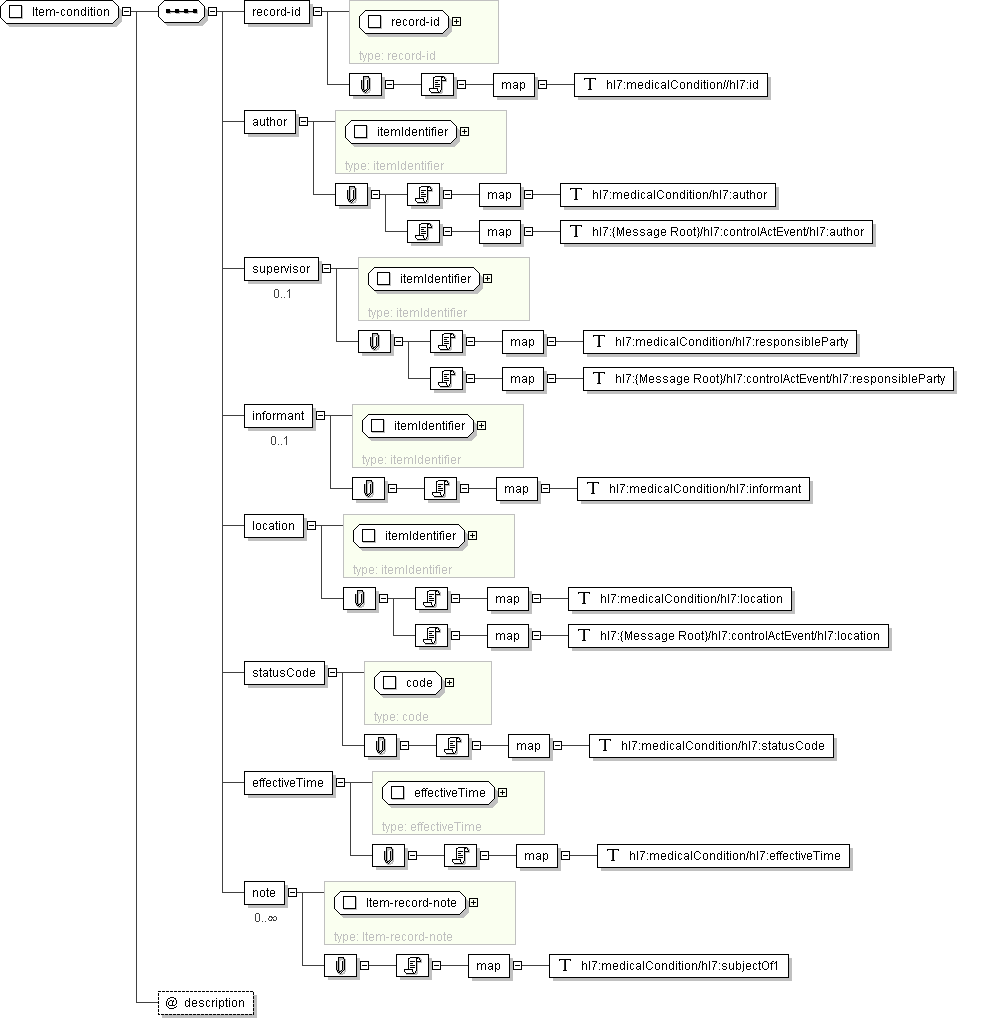 Item-condition
record-id
record-id
type: record-id
map
T hl7:medicalCondition//hl7:id
author
itemIdentifier
type: itemIdentifier
map
T hl7:medicalCondition/hl7:author
map
T hl7:{Message Root}/hl7:controlActEvent/hl7:author
supervisor
0..1
itemIdentifier
type: itemIdentifier
map
T hl7:medicalCondition/hl7:responsibleParty
map
T hl7:{Message Root}/hl7:controlActEvent/hl7:responsibleParty
informant
0..1
itemIdentifier
type: itemIdentifier
map
T hl7:medicalCondition/hl7:informant
location
itemIdentifier
type: itemIdentifier
map
T hl7:medicalCondition/hl7:location
map
T hl7:{Message Root}/hl7:controlActEvent/hl7:location
statusCode
code
type: code
map
T hl7:medicalCondition/hl7:statusCode
effectiveTime
effectiveTime
type: effectiveTime
map
T hl7:medicalCondition/hl7:effectiveTime
note
0..∞
Item-record-note
type: Item-record-note
map
T hl7:medicalCondition/hl7:subjectOf1
@ description